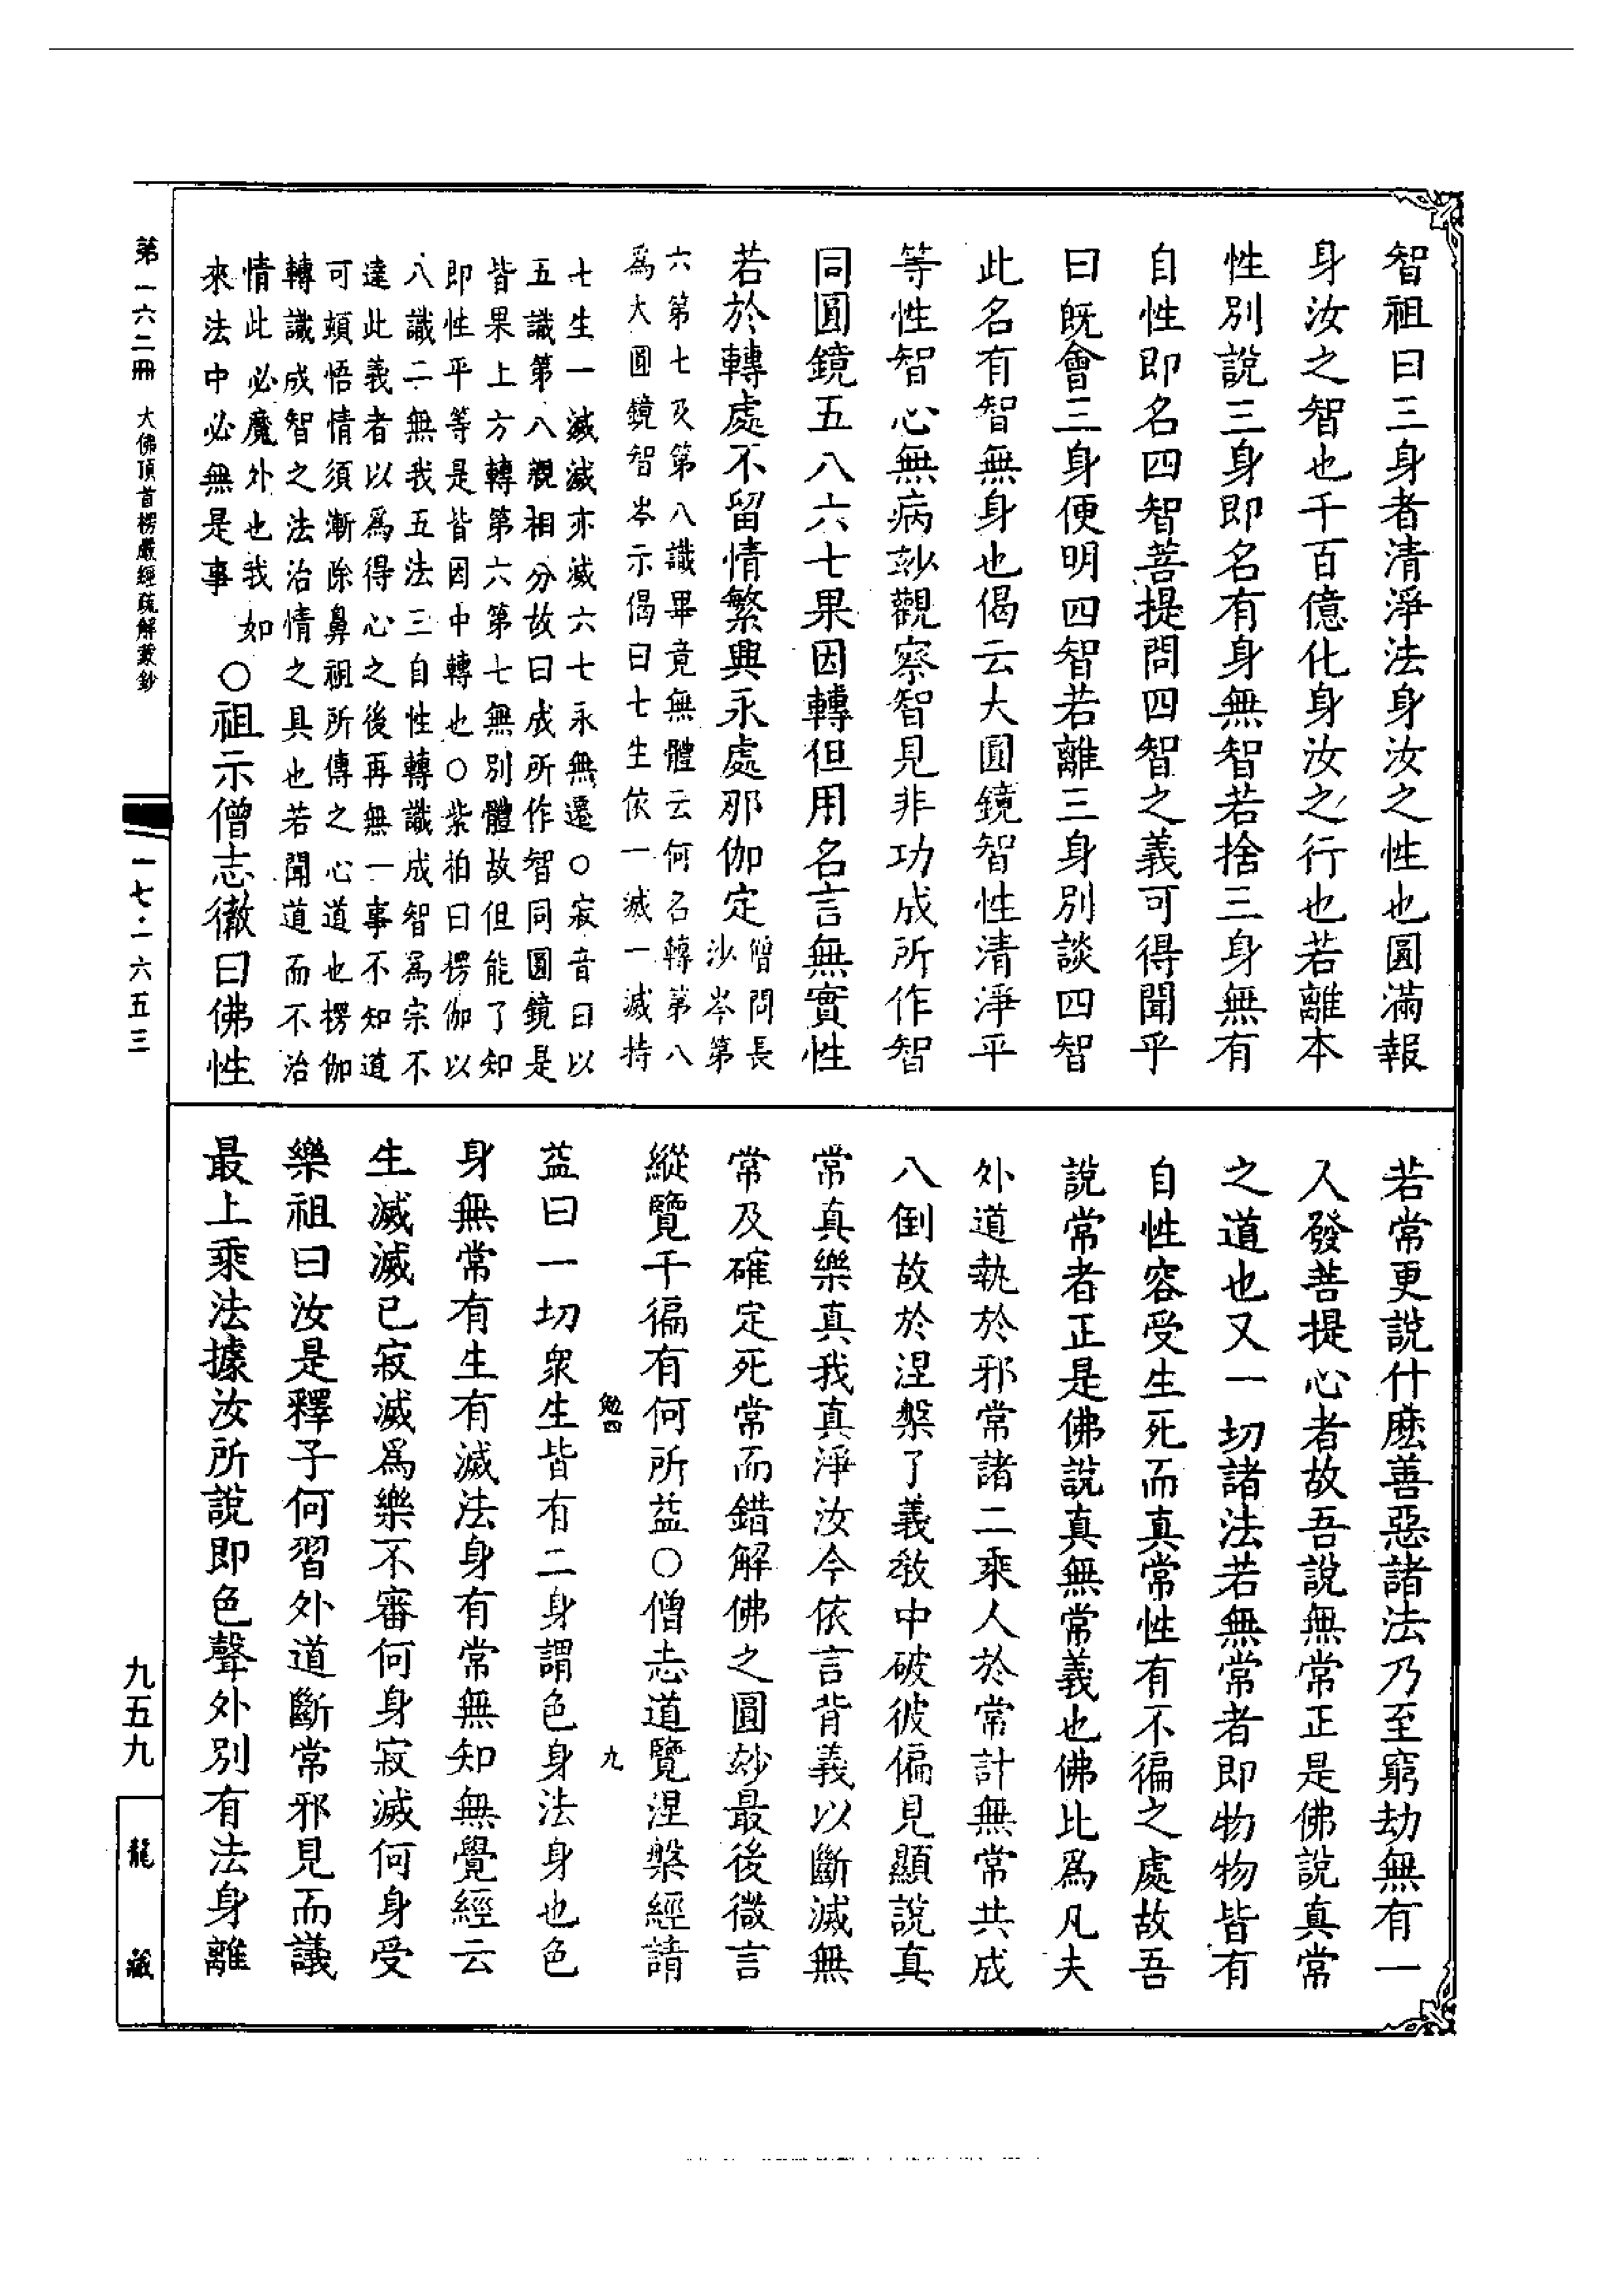 智祖曰三身者清淨法身汝之性也圓滿報
身汝之智也千百億化身汝之行也若離本
性別說三身即名有身無智若捨三身無有
自性即名四智菩提問四智之義可得聞乎
曰旣會三身便明四智若離三身別談四智
此名有智無身也偈云大圓鏡智性清淨平
等性智心無病妙觀察智見非功成所作智
同圓鏡五八六七果因轉但用名言無實性
若於轉處不留情繁興永處那伽定
僧問長
沙岑第
六第七及第八識畢竟無體云何名轉第八
為大圓鏡智岑示偈曰七生依一滅一滅持
七生一滅滅亦滅六七永無遷○寂音曰以
五識第八親相分故曰成所作智同圓鏡是
皆果上方轉第六第七無別體故但能了知
即性平等是皆因中轉也○紫柏曰楞伽以
八識二無我五法三自性轉識成智為宗不
達此義者以為得心之後再無一事不知道
可頓悟情須漸除鼻祖所傳之心道也楞伽
轉識成智之法治情之具也若聞道而不治
情此必魔外也我如
來法中必無是事
○祖示僧志徹曰佛性
若常更說什麽善惡諸法乃至窮劫無有一
人發菩提心者故吾說無常正是佛說真常
之道也又一切諸法若無常者即物物皆有
自性容受生死而真常性有不徧之處故吾
說常者正是佛說真無常義也佛比為凡夫
外道執於邪常諸二乘人於常計無常共成
八倒故於涅槃了義教中破彼偏見顯說真
常真樂真我真淨汝今依言背義以斷滅無
常及確定死常而錯解佛之圓妙最後微言
縱覽千徧有何所益○僧志道覽涅槃經請
益曰一切眾生皆有二身謂色身法身也色
身無常有生有滅法身有常無知無覺經云
生滅滅已寂滅為樂不審何身寂滅何身受
樂祖曰汝是釋子何習外道斷常邪見而議
最上乘法據汝所說即色聲外別有法身離
勉四
九
第一六二冊
大佛頂首楞嚴經疏解蒙鈔
一七·一六五三
九五九
龍藏